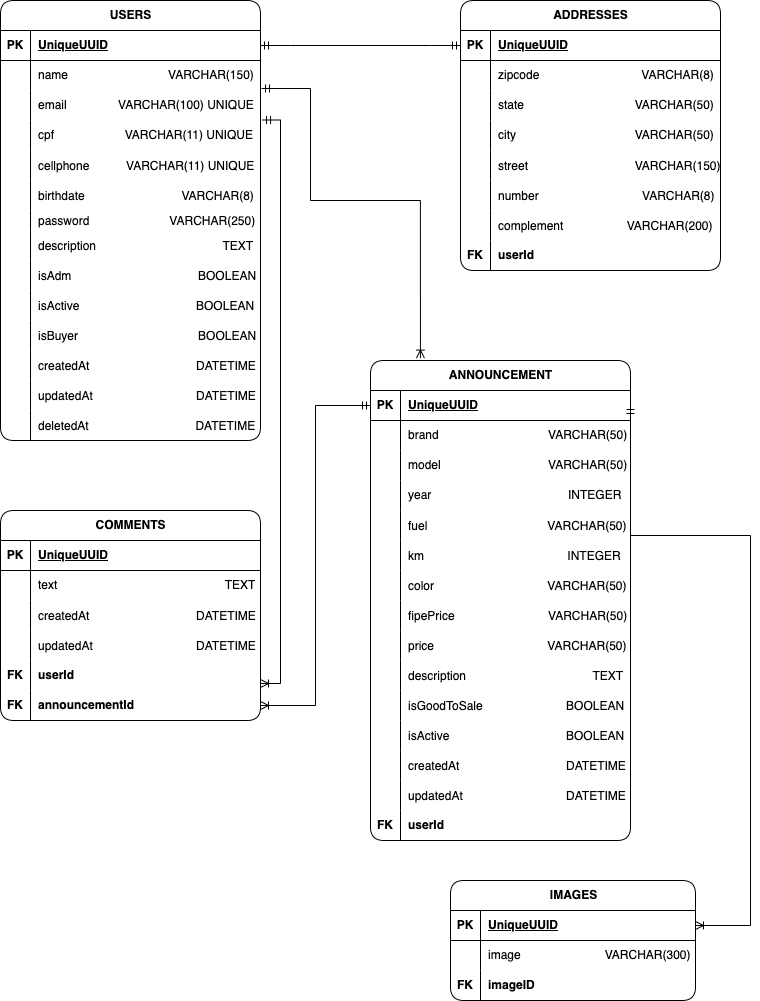 USERS
PK UniqueUUID
name VARCHAR(150)
email VARCHAR(100) UNIQUE
cpf VARCHAR(11) UNIQUE
cellphone VARCHAR(11) UNIQUE
birthdate VARCHAR(8)
password VARCHAR(250)
description TEXT
isAdm BOOLEAN
isActive BOOLEAN
isBuyer BOOLEAN
createdAt DATETIME
updatedAt DATETIME
deletedAt DATETIME
ADDRESSES
PK UniqueUUID
zipcode VARCHAR(8)
state VARCHAR(50)
city VARCHAR(50)
street VARCHAR(150)
number VARCHAR(8)
complement VARCHAR(200)
FK userId
ANNOUNCEMENT
PK UniqueUUID
brand VARCHAR(50)
model VARCHAR(50)
year INTEGER
fuel VARCHAR(50)
km INTEGER
color VARCHAR(50)
fipePrice VARCHAR(50)
price VARCHAR(50)
description TEXT
isGoodToSale BOOLEAN
isActive BOOLEAN
createdAt DATETIME
updatedAt DATETIME
FK userId
COMMENTS
PK UniqueUUID
text TEXT
createdAt DATETIME
updatedAt DATETIME
FK userId
FK announcementId
IMAGES
PK UniqueUUID
image VARCHAR(300)
FK imageID